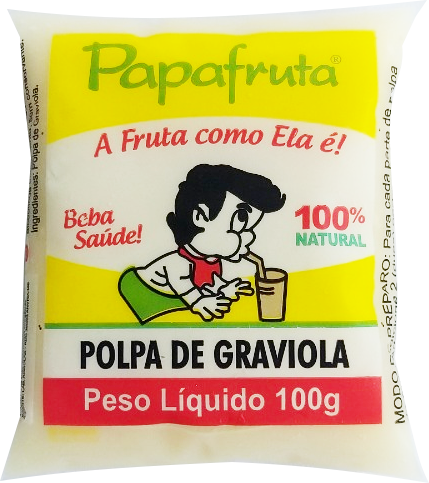 Papafruta®
A Fruta como Ela é!
Beba
Saúde!
100%
NATURAL
POLPA DE GRAVIOLA
Peso Líquido 100g
Ingredientes: Polpa de Graviola.
PREPARO: Para cada parte de polpa
MODO